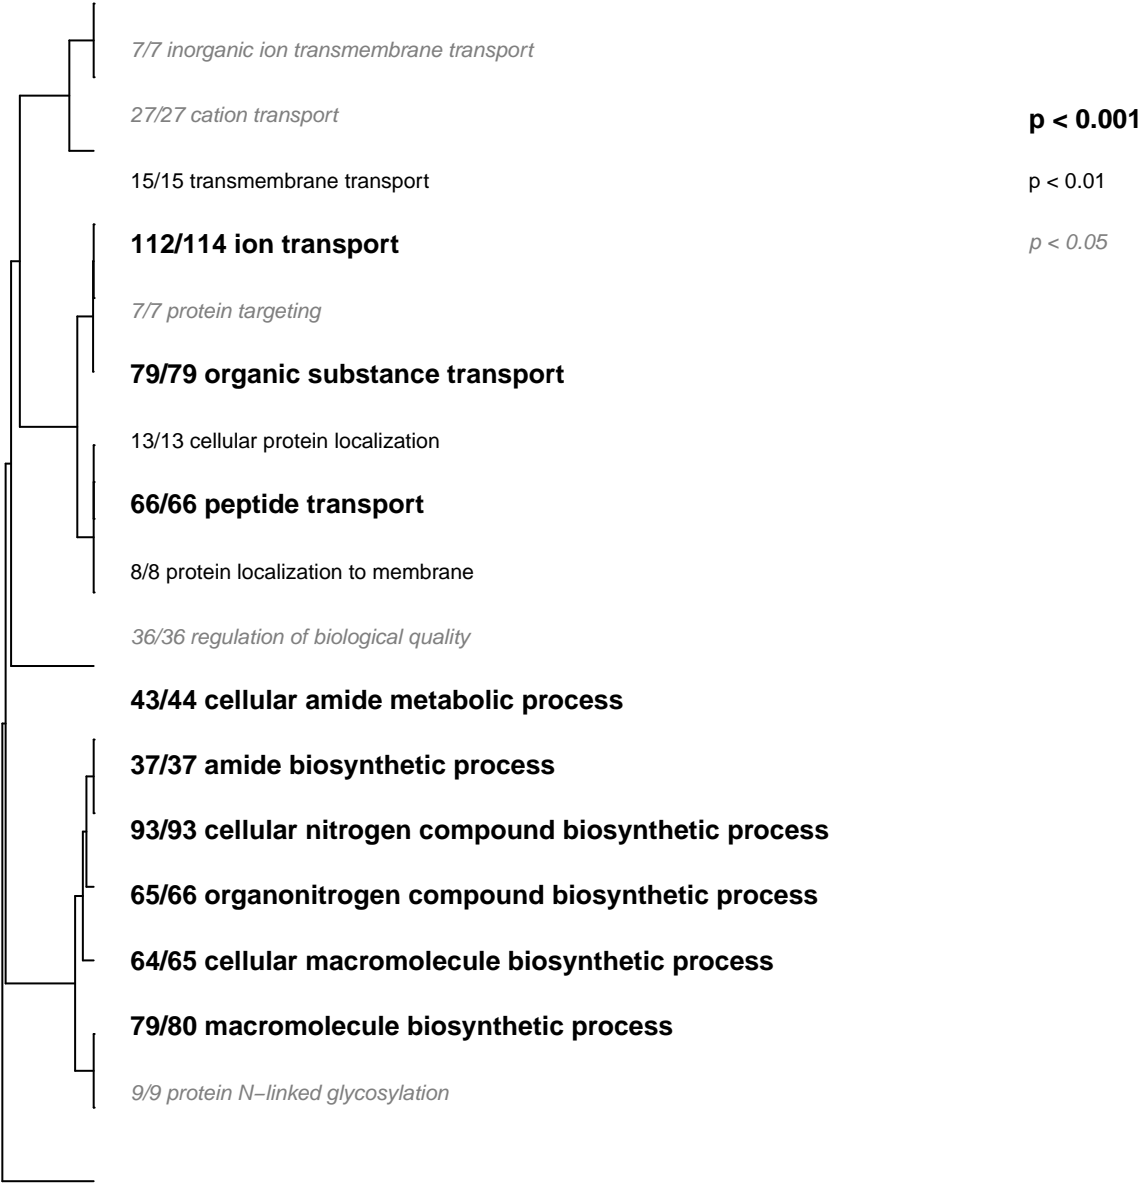 7/7 inorganic ion transmembrane transport
27/27 cation transport
p < 0.001
15/15 transmembrane transport
p < 0.01
112/114 ion transport
p < 0.05
7/7 protein targeting
79/79 organic substance transport
13/13 cellular protein localization
66/66 peptide transport
8/8 protein localization to membrane
36/36 regulation of biological quality
43/44 cellular amide metabolic process
37/37 amide biosynthetic process
93/93 cellular nitrogen compound biosynthetic process
65/66 organonitrogen compound biosynthetic process
64/65 cellular macromolecule biosynthetic process
79/80 macromolecule biosynthetic process
9/9 protein N−linked glycosylation